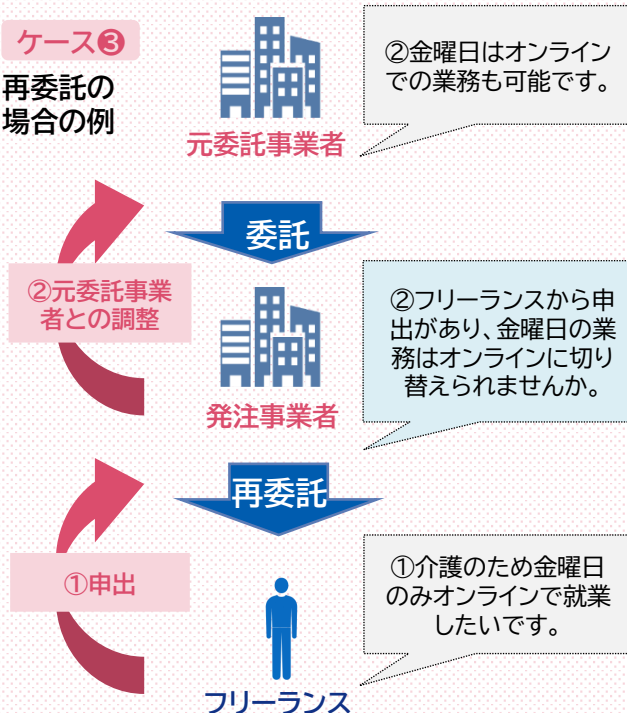 ケース❸
再委託の
場合の例
②金曜日はオンライン
での業務も可能です。
元委託事業者
委託
②元委託事業
者との調整
②フリーランスから申
出があり、金曜日の業
務はオンラインに切り
替えられませんか。
発注事業者
再委託
①申出
①介護のため金曜日
のみオンラインで就業
したいです。
フリーランス